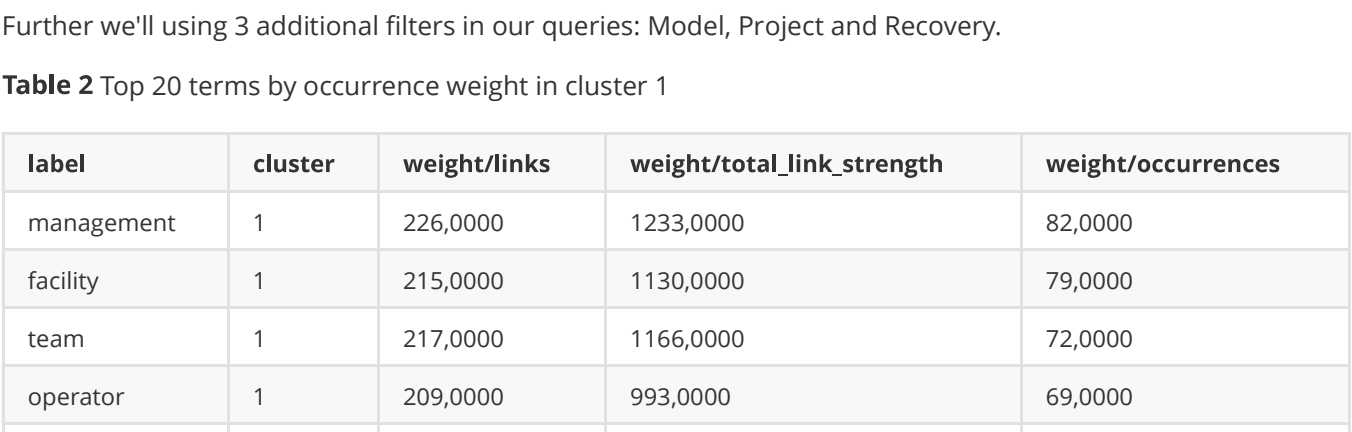 Further we'll using 3 additional filters in our queries: Model, Project and Recovery.
Table 2 Top 20 terms by occurrence weight in cluster 1
label cluster weight/links weight/total_link_strength weight/occurrences
management 1 226,0000 1233,0000 82,0000
facility 1 215,0000 1130,0000 79,0000
team 1 217,0000 1166,0000 72,0000
operator 1 209,0000 993,0000 69,0000